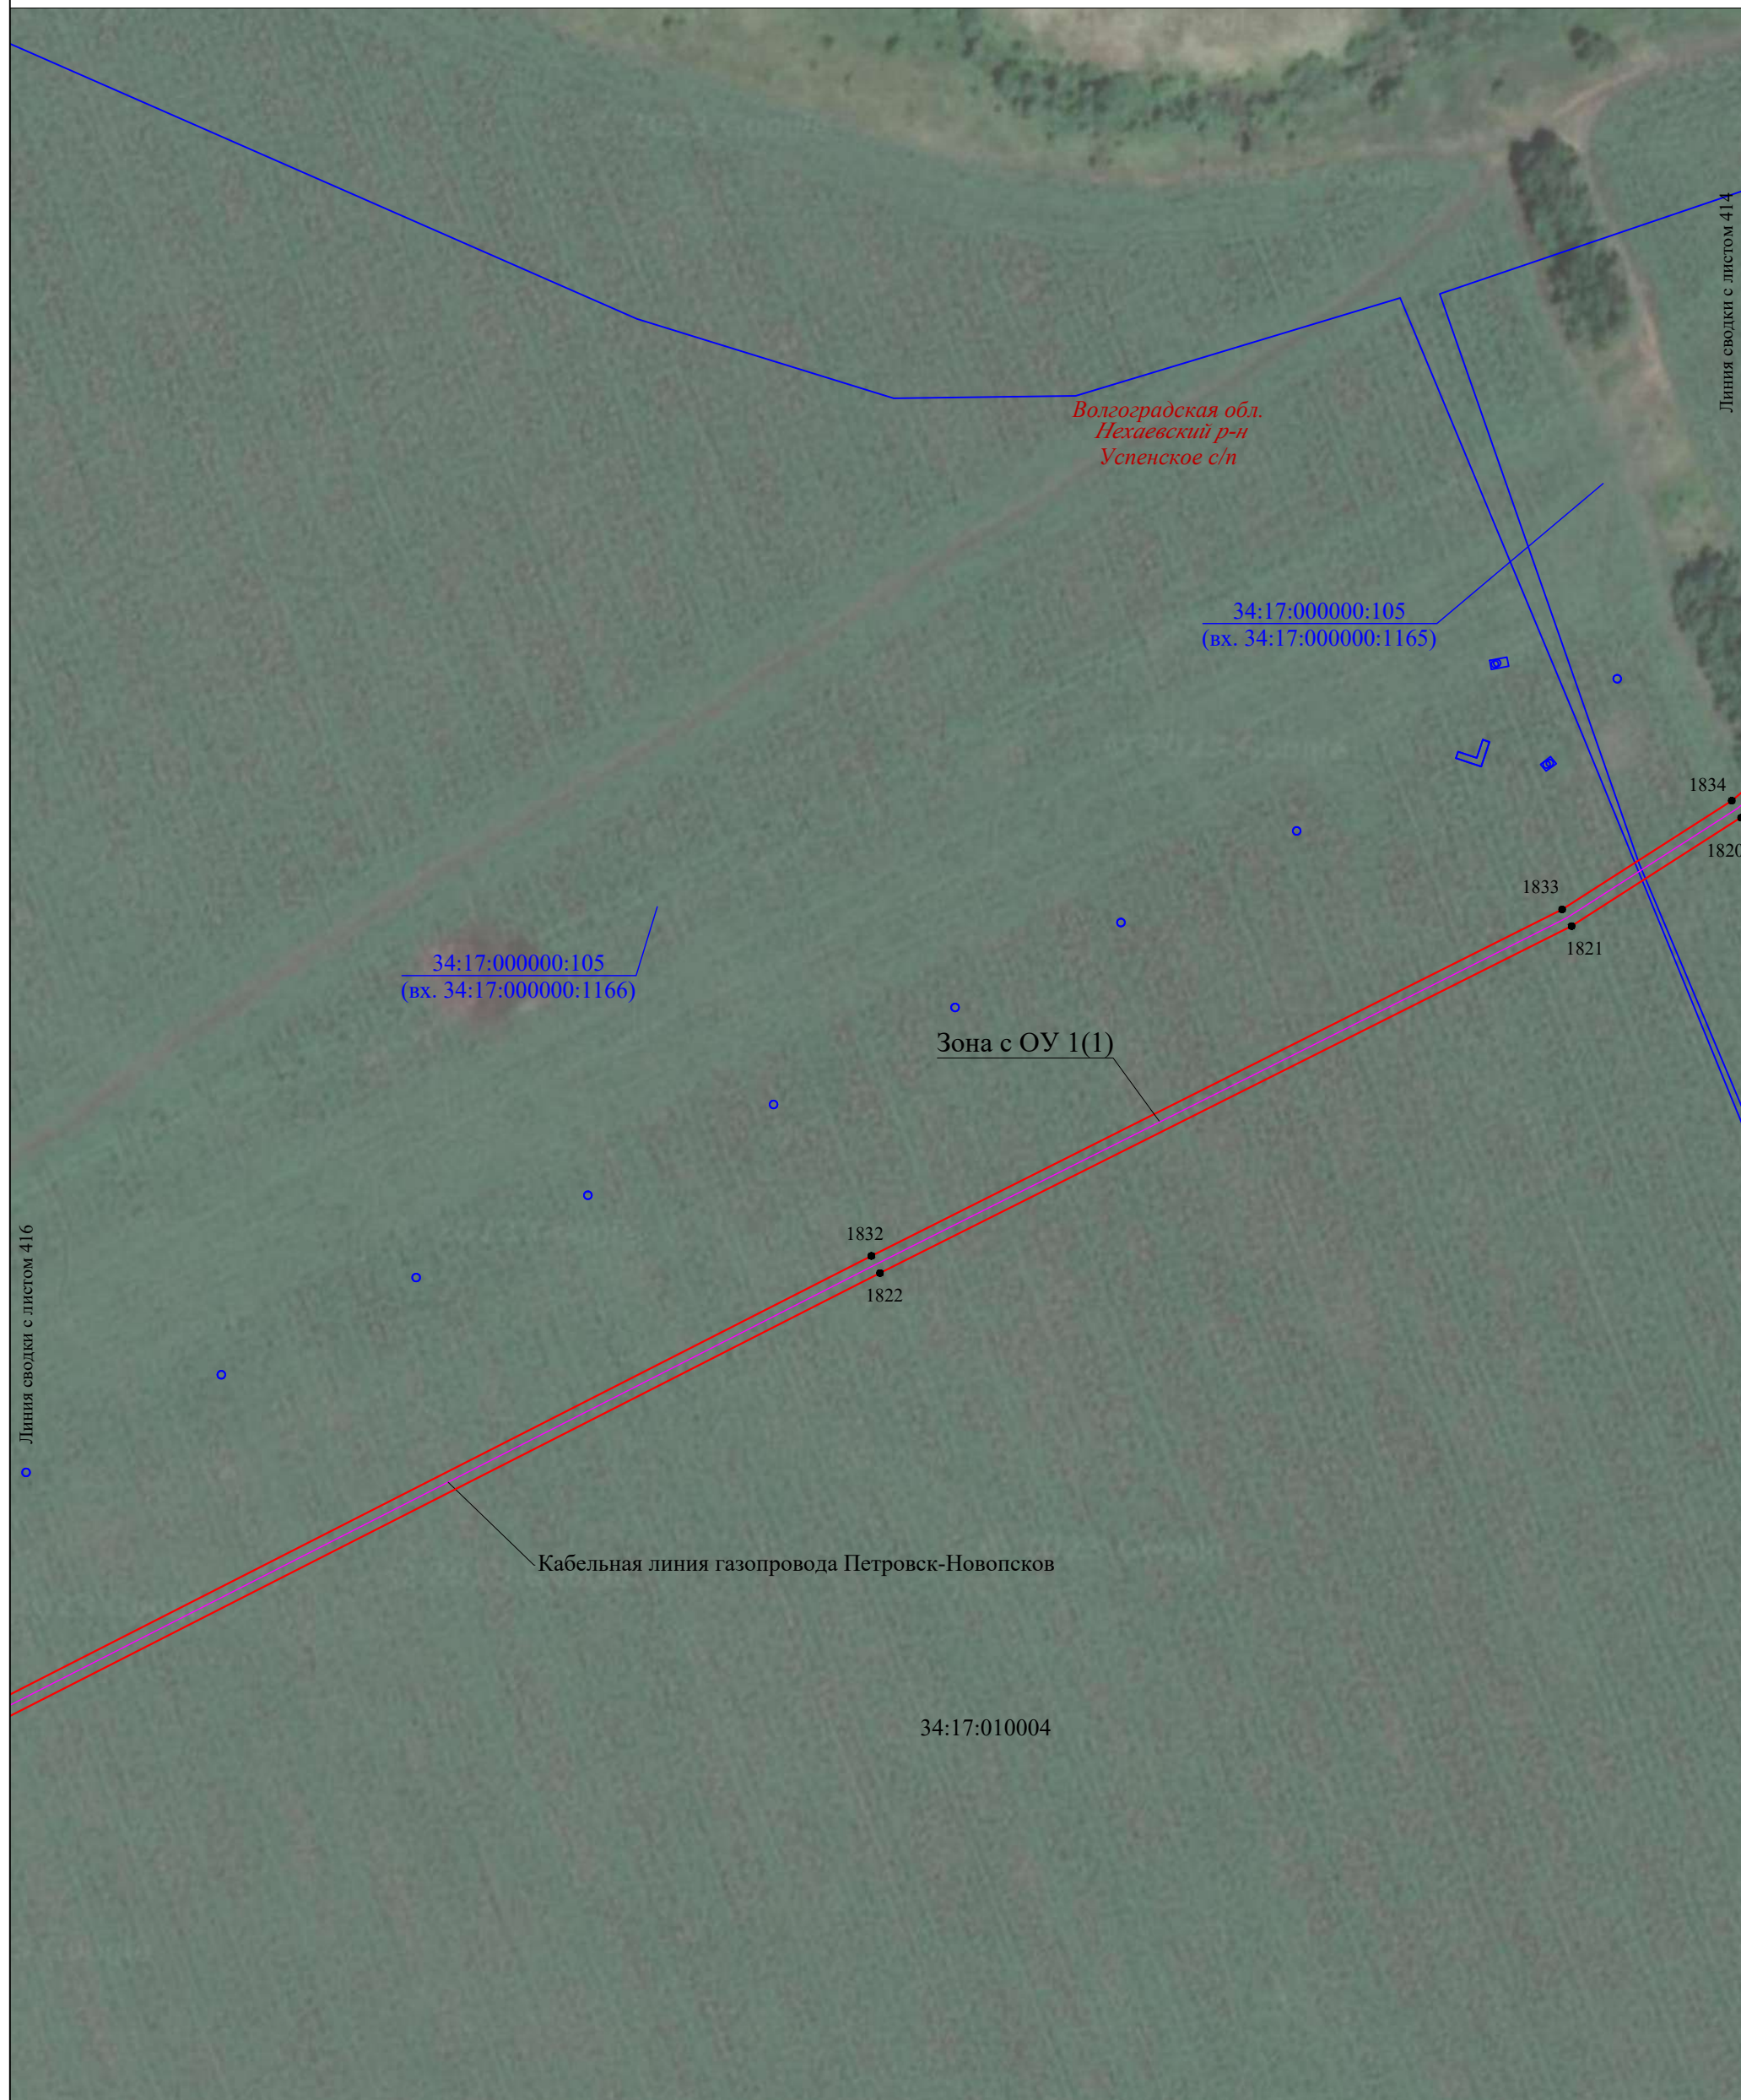 Линия сводки с листом 414
Волгоградская обл.
Нехаевский р-н
Успенское с/п
34:17:000000:105
(вх. 34:17:000000:1165)
1834
1820
1833
1821
34:17:000000:105
(вх. 34:17:000000:1166)
Зона с ОУ 1(1)
1832
1822
Линия сводки с листом 416
Кабельная линия газопровода Петровск-Новопсков
34:17:010004